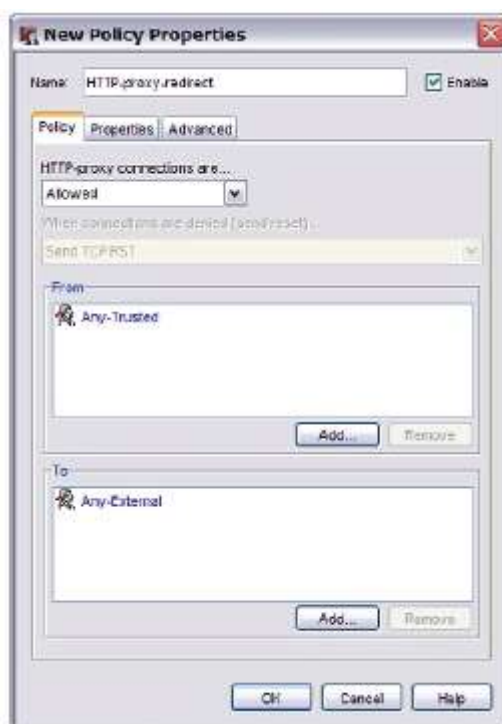 New Policy Properties
Name: HTTP-proxy-redirect
Enable
Policy Properties Advanced
HTTP-proxy connections are...
Allowed
When connections are denied (send reset)...
Send TCP RST
From
Any-Trusted
Add... Remove
To
Any-External
Add... Remove
OK Cancel Help